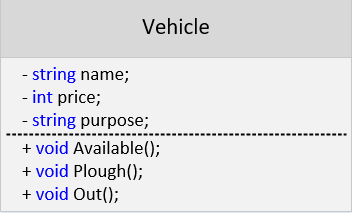 Vehicle
- string name;
- int price;
- string purpose;
+ void Available();
+ void Plough();
+ void Out();